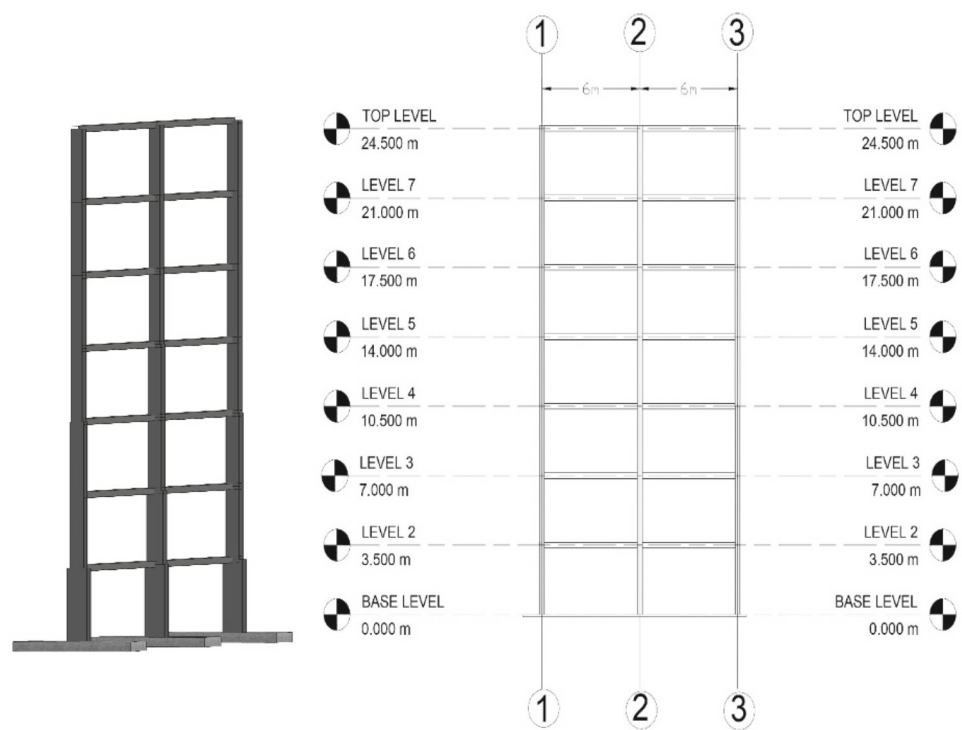 1 2 3
6m 6m
TOP LEVEL TOP LEVEL
24.500 m 24.500 m
LEVEL 7 LEVEL 7
21.000 m 21.000 m
LEVEL 6 LEVEL 6
17.500 m 17.500 m
LEVEL 5 LEVEL 5
14.000 m 14.000 m
LEVEL 4 LEVEL 4
10.500 m 10.500 m
LEVEL 3 LEVEL 3
7.000 m 7.000 m
LEVEL 2 LEVEL 2
3.500 m 3.500 m
BASE LEVEL BASE LEVEL
0.000 m 0.000 m
1 2 3